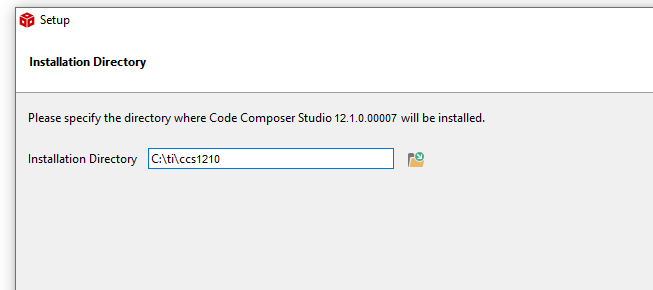 Setup
Installation Directory
Please specify the directory where Code Composer Studio 12.1.0.00007 will be installed.
Installation Directory C:\ti\ccs1210